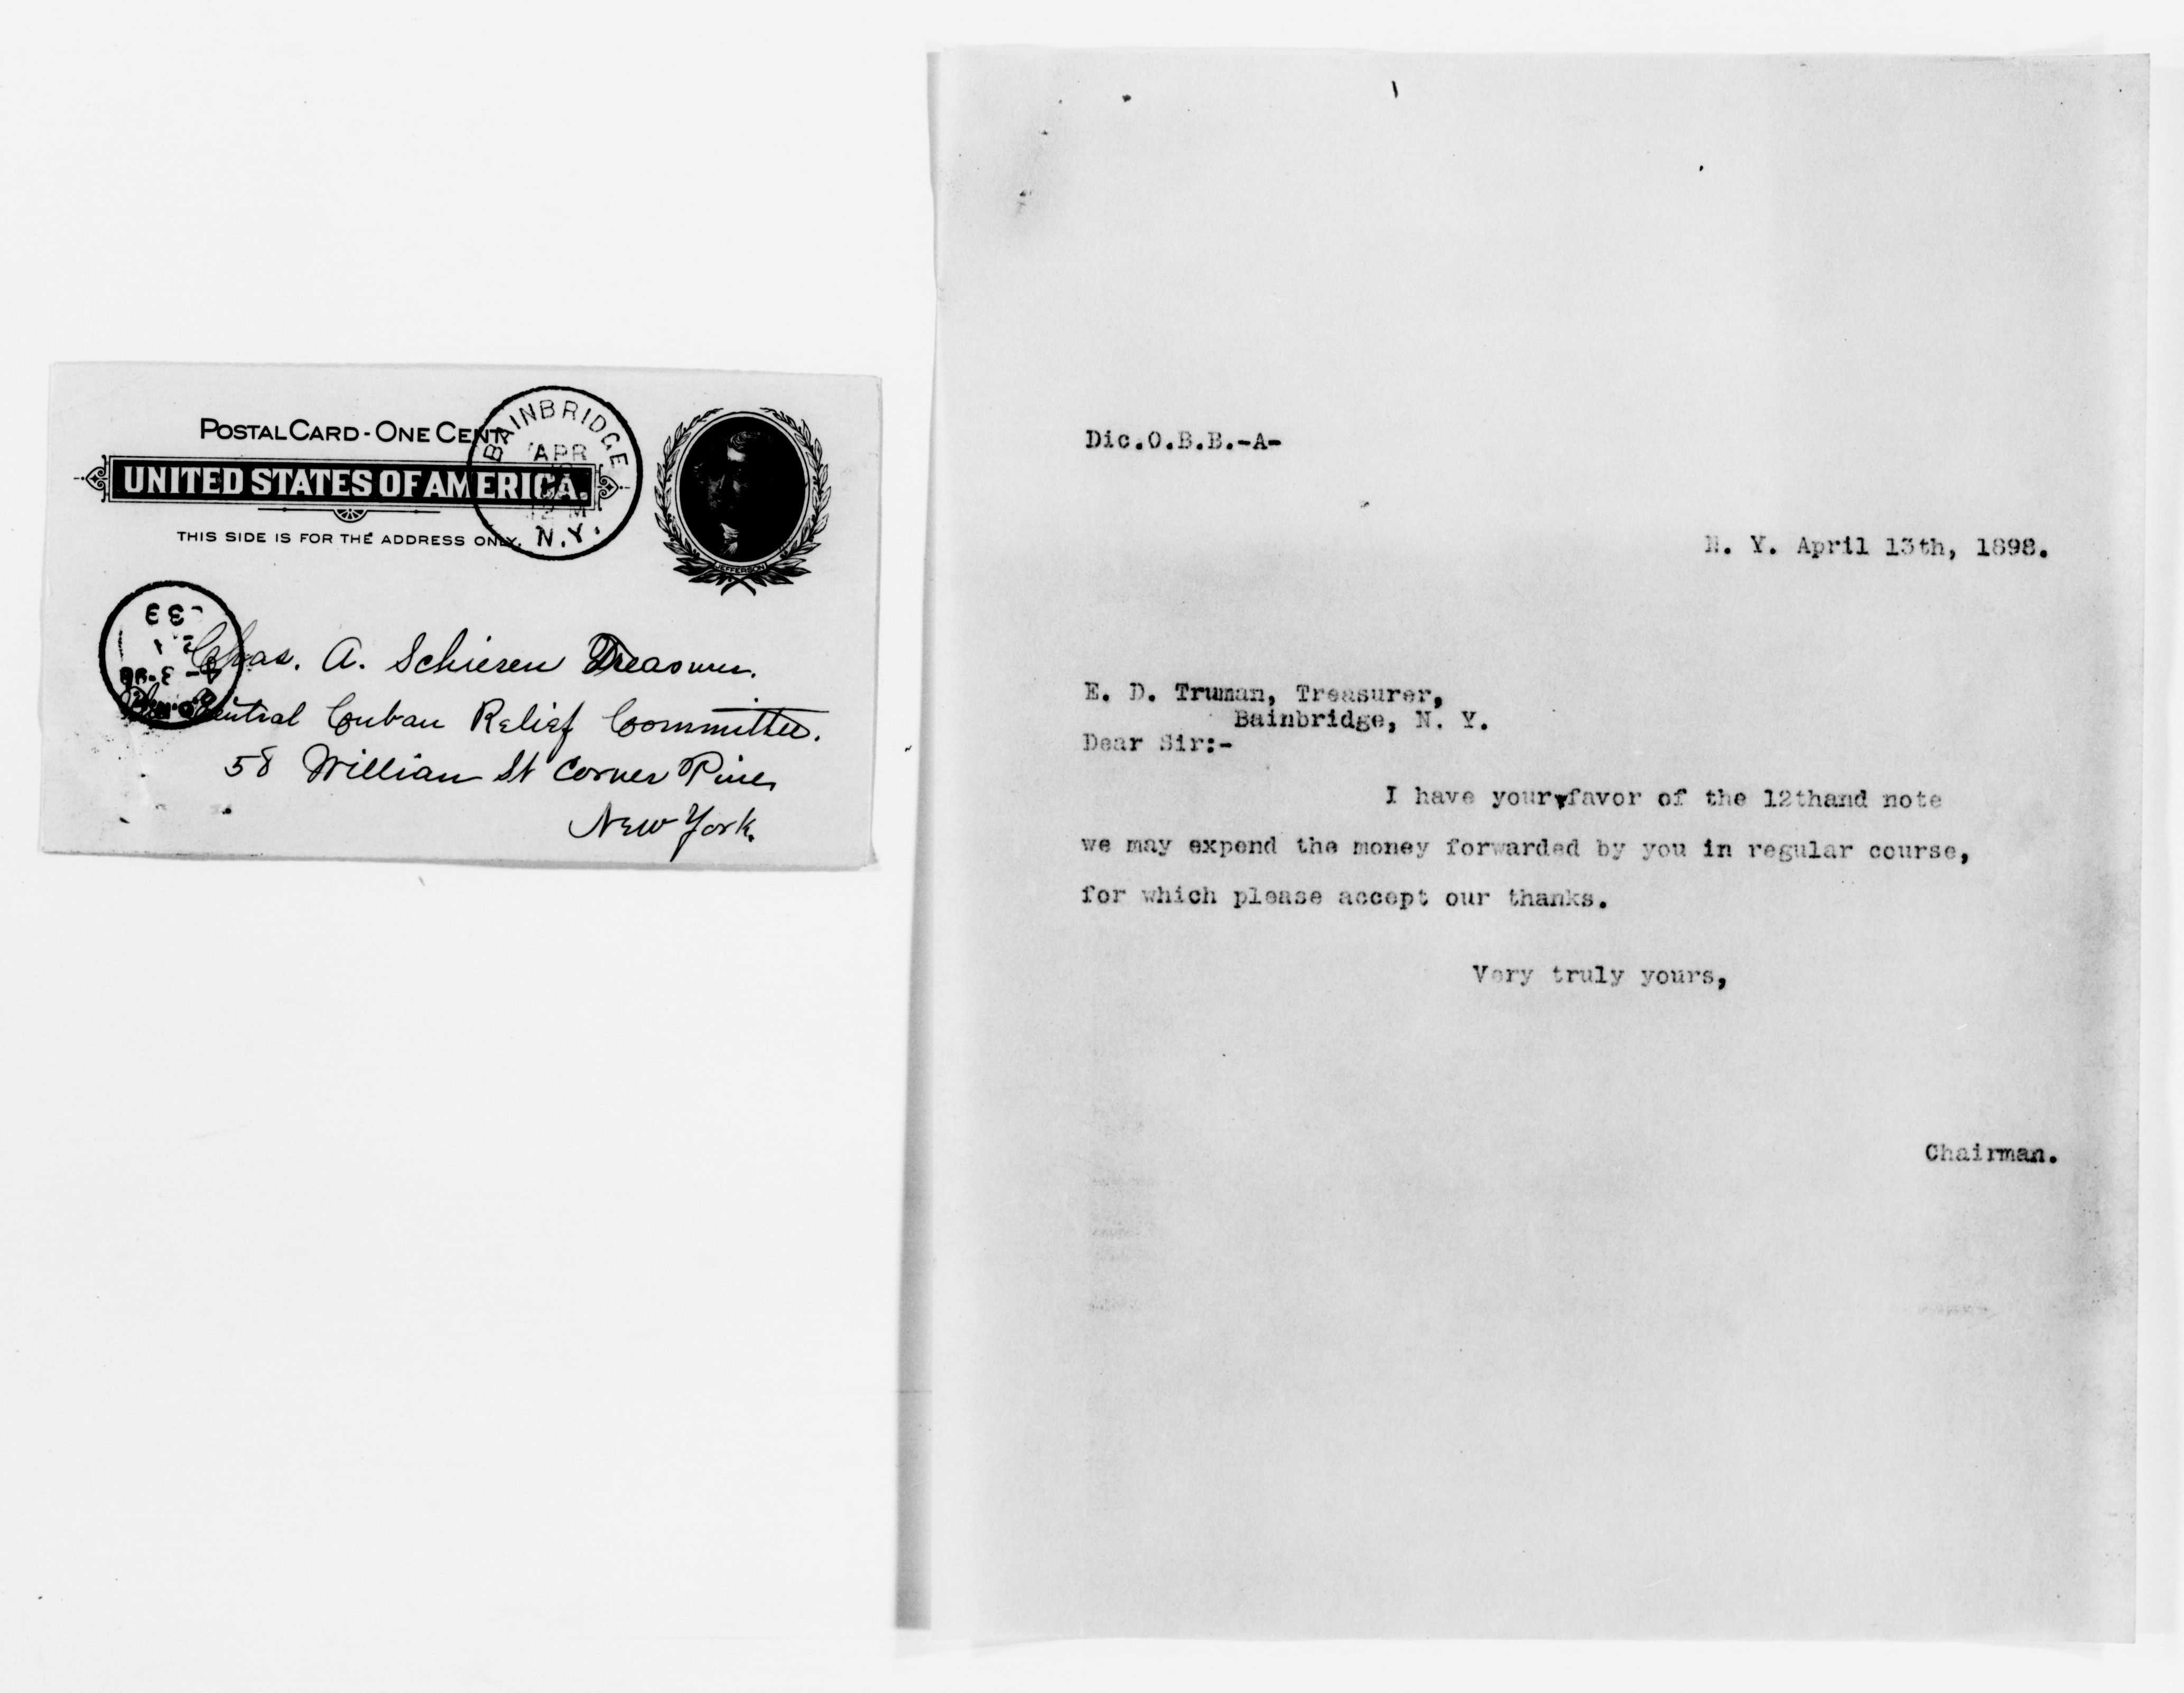 POSTAL CARD - ONE CENT.
UNITED STATES OF AMERICA.
THIS SIDE IS FOR THE ADDRESS ONLY.
BAINBRIDGE
APR
12 M
N.Y.
JEFFERSON
Chas. A. Schieren Treasurer.
Central Cuban Relief Committee.
58 William St Corner Pine,
New York.
Dic.O.B.B.-A-
N. Y. April 13th, 1898.
E. D. Truman, Treasurer,
Bainbridge, N. Y.
Dear Sir:-
I have your favor of the 12thand note
we may expend the money forwarded by you in regular course,
for which please accept our thanks.
Very truly yours,
Chairman.